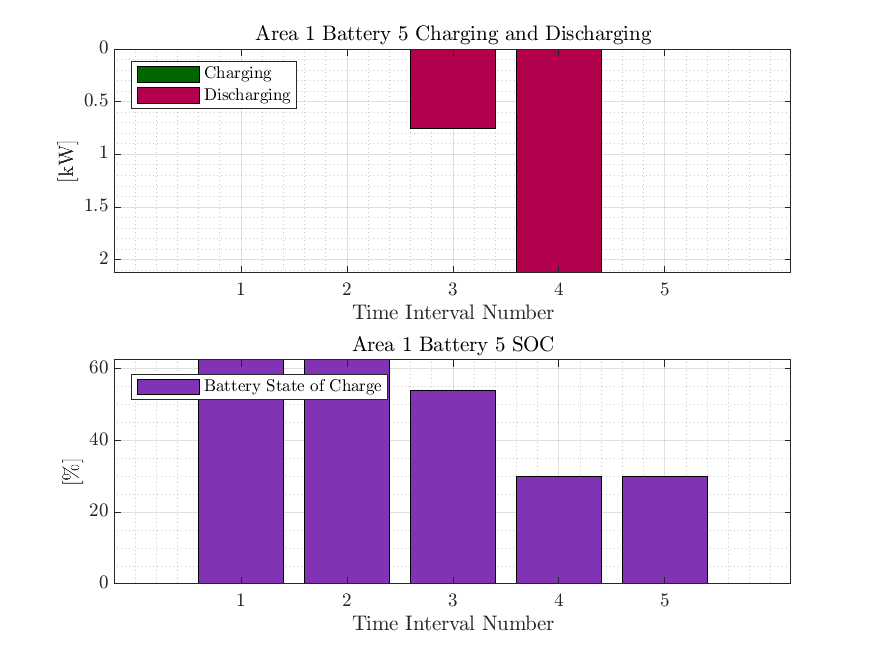 Area 1 Battery 5 Charging and Discharging
0
0.5
1
1.5
2
[kW]
Charging
Discharging
1 2 3 4 5
Time Interval Number
Area 1 Battery 5 SOC
60
40
20
0
[%]
Battery State of Charge
1 2 3 4 5
Time Interval Number